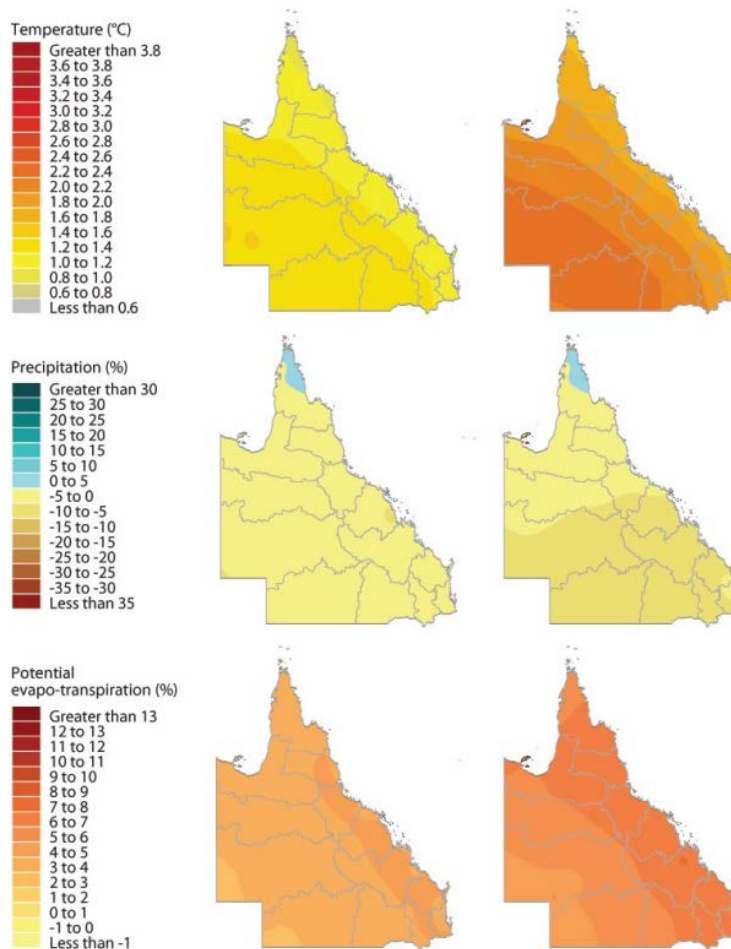 Temperature (°C)
Greater than 3.8
3.6 to 3.8
3.4 to 3.6
3.2 to 3.4
3.0 to 3.2
2.8 to 3.0
2.6 to 2.8
2.4 to 2.6
2.2 to 2.4
2.0 to 2.2
1.8 to 2.0
1.6 to 1.8
1.4 to 1.6
1.2 to 1.4
1.0 to 1.2
0.8 to 1.0
0.6 to 0.8
Less than 0.6
Precipitation (%)
Greater than 30
25 to 30
20 to 25
15 to 20
10 to 15
5 to 10
0 to 5
-5 to 0
-10 to -5
-15 to -10
-20 to -15
-25 to -20
-30 to -25
-35 to -30
Less than 35
Potential
evapo-transpiration (%)
Greater than 13
12 to 13
11 to 12
10 to 11
9 to 10
8 to 9
7 to 8
6 to 7
5 to 6
4 to 5
3 to 4
2 to 3
1 to 2
0 to 1
-1 to 0
Less than -1